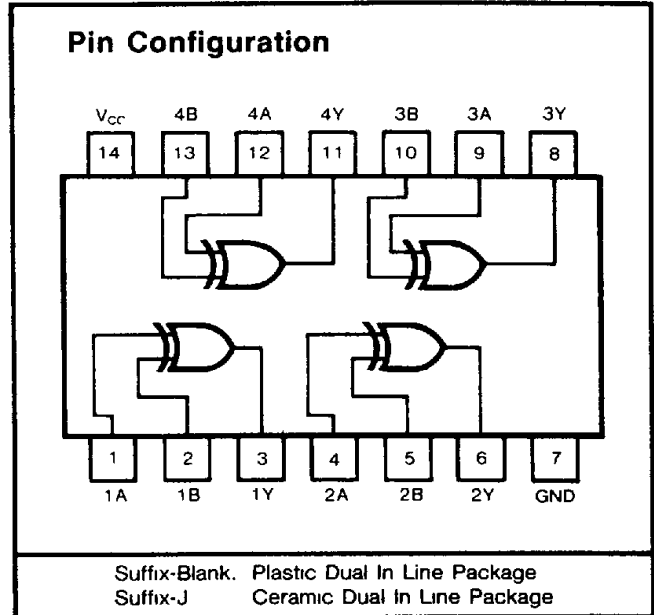 Pin Configuration
Vcc 4B 4A 4Y 3B 3A 3Y
14 13 12 11 10 9 8
1 2 3 4 5 6 7
1A 1B 1Y 2A 2B 2Y GND
Suffix-Blank. Plastic Dual In Line Package
Suffix-J Ceramic Dual In Line Package